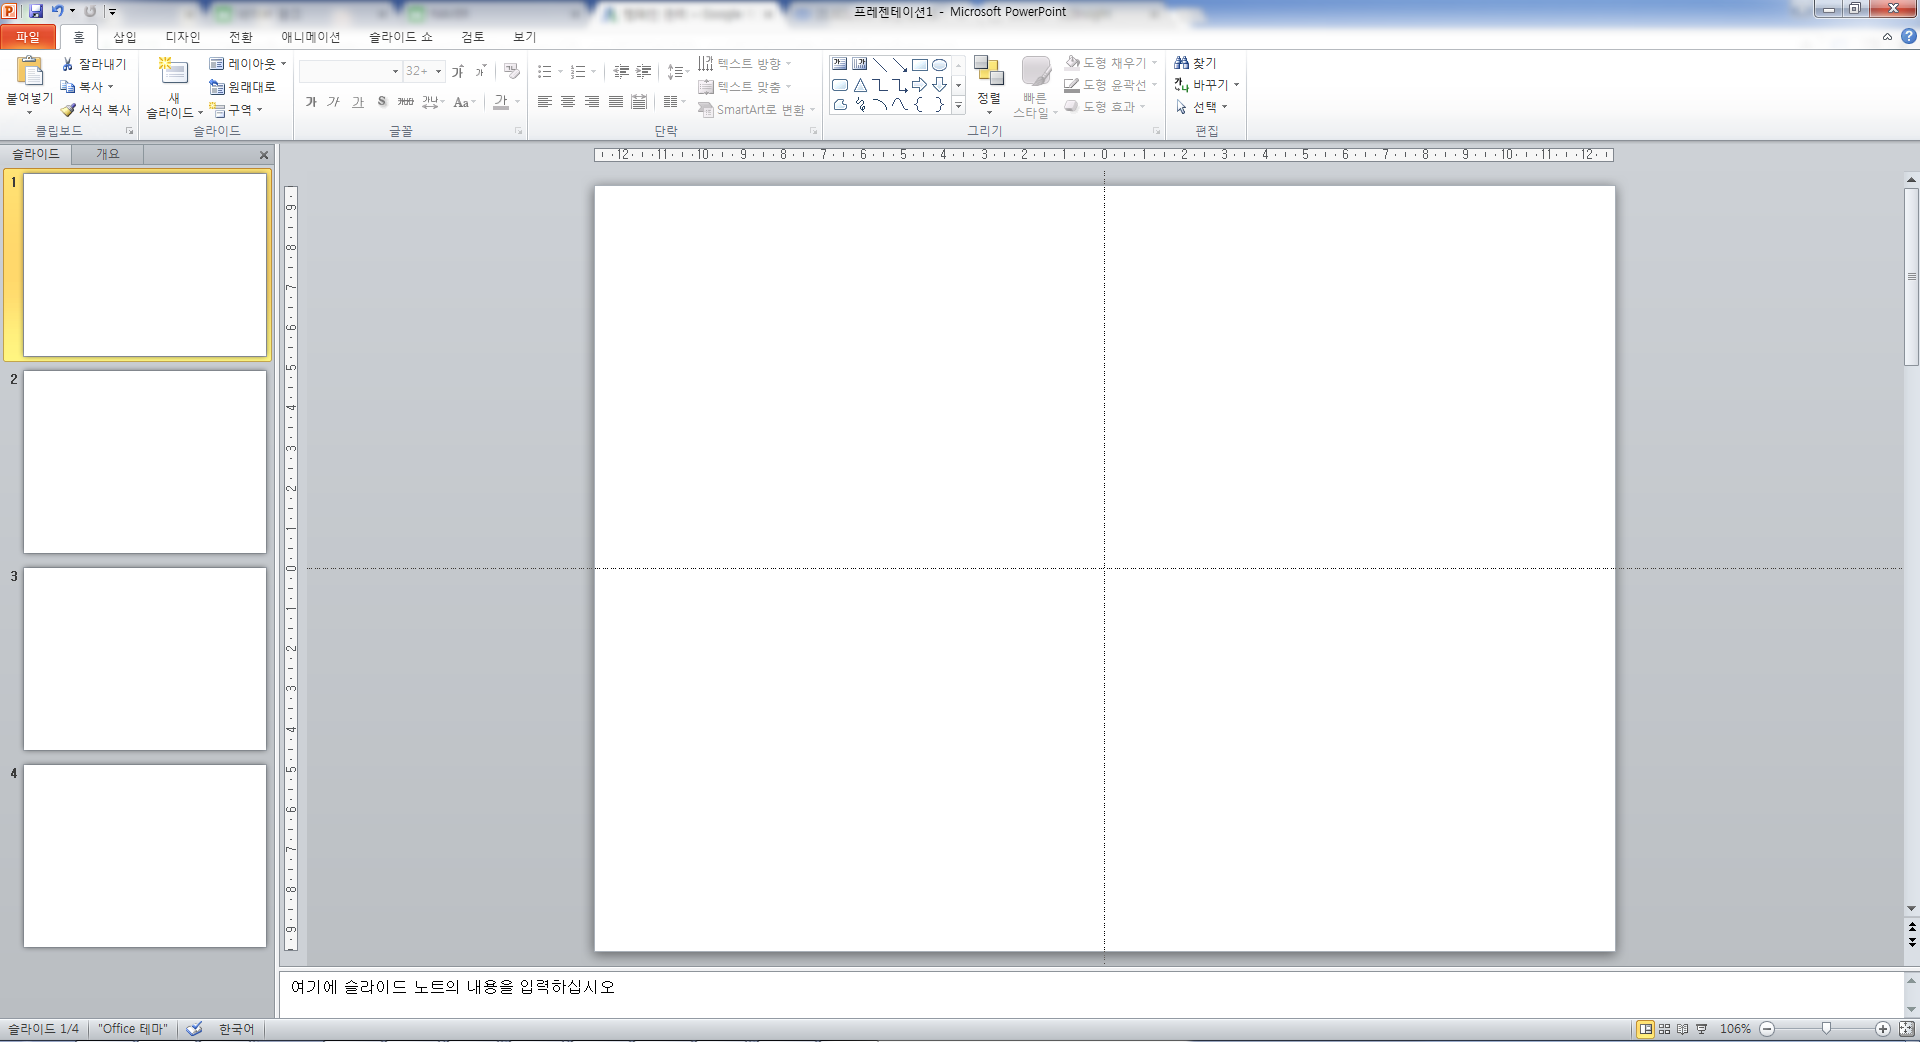 프레젠테이션1 - Microsoft PowerPoint
파일 홈 삽입 디자인 전환 애니메이션 슬라이드 쇼 검토 보기
붙여넣기
잘라내기
복사
서식 복사
클립보드
새
슬라이드
레이아웃
원래대로
구역
슬라이드
32+
가 가
가 가 가 S 가나 Aa 가
글꼴
텍스트 방향
텍스트 맞춤
SmartArt로 변환
단락
정렬
빠른
스타일
도형 채우기
도형 윤곽선
도형 효과
그리기
찾기
바꾸기
선택
편집
슬라이드 개요
12 11 10 9 8 7 6 5 4 3 2 1 0 1 2 3 4 5 6 7 8 9 10 11 12
9 8 7 6 5 4 3 2 1 0 1 2 3 4 5 6 7 8 9
1
2
3
4
여기에 슬라이드 노트의 내용을 입력하십시오
슬라이드 1/4 "Office 테마" 한국어 106%